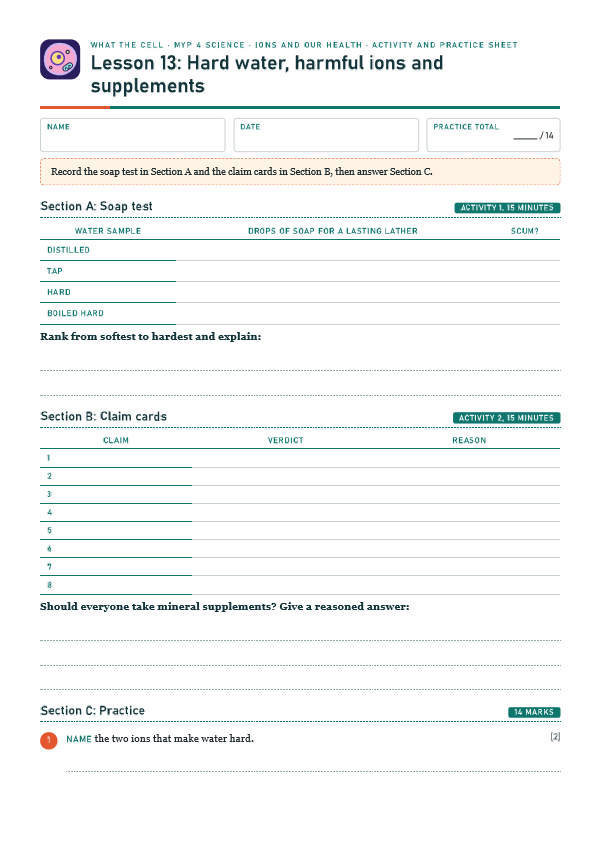 WHAT THE CELL · MYP 4 SCIENCE · IONS AND OUR HEALTH · ACTIVITY AND PRACTICE SHEET
Lesson 13: Hard water, harmful ions and
supplements
NAME
DATE
PRACTICE TOTAL
_____ / 14
Record the soap test in Section A and the claim cards in Section B, then answer Section C.
Section A: Soap test
ACTIVITY 1, 15 MINUTES
WATER SAMPLE DROPS OF SOAP FOR A LASTING LATHER SCUM?
DISTILLED
TAP
HARD
BOILED HARD
Rank from softest to hardest and explain:
Section B: Claim cards
ACTIVITY 2, 15 MINUTES
CLAIM VERDICT REASON
1
2
3
4
5
6
7
8
Should everyone take mineral supplements? Give a reasoned answer:
Section C: Practice
14 MARKS
1 NAME the two ions that make water hard. [2]